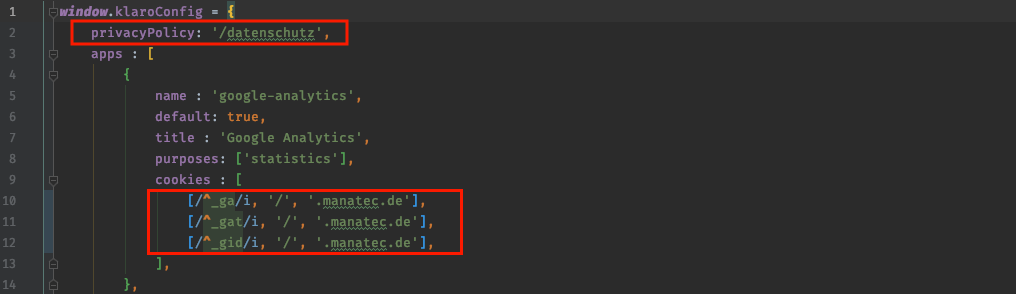 1 window.klaroConfig = {
2 privacyPolicy: '/datenschutz',
3 apps : [
4 {
5 name : 'google-analytics',
6 default: true,
7 title : 'Google Analytics',
8 purposes: ['statistics'],
9 cookies : [
10 [/^_ga/i, '/', '.manatec.de'],
11 [/^_gat/i, '/', '.manatec.de'],
12 [/^_gid/i, '/', '.manatec.de'],
13 ],
14 },